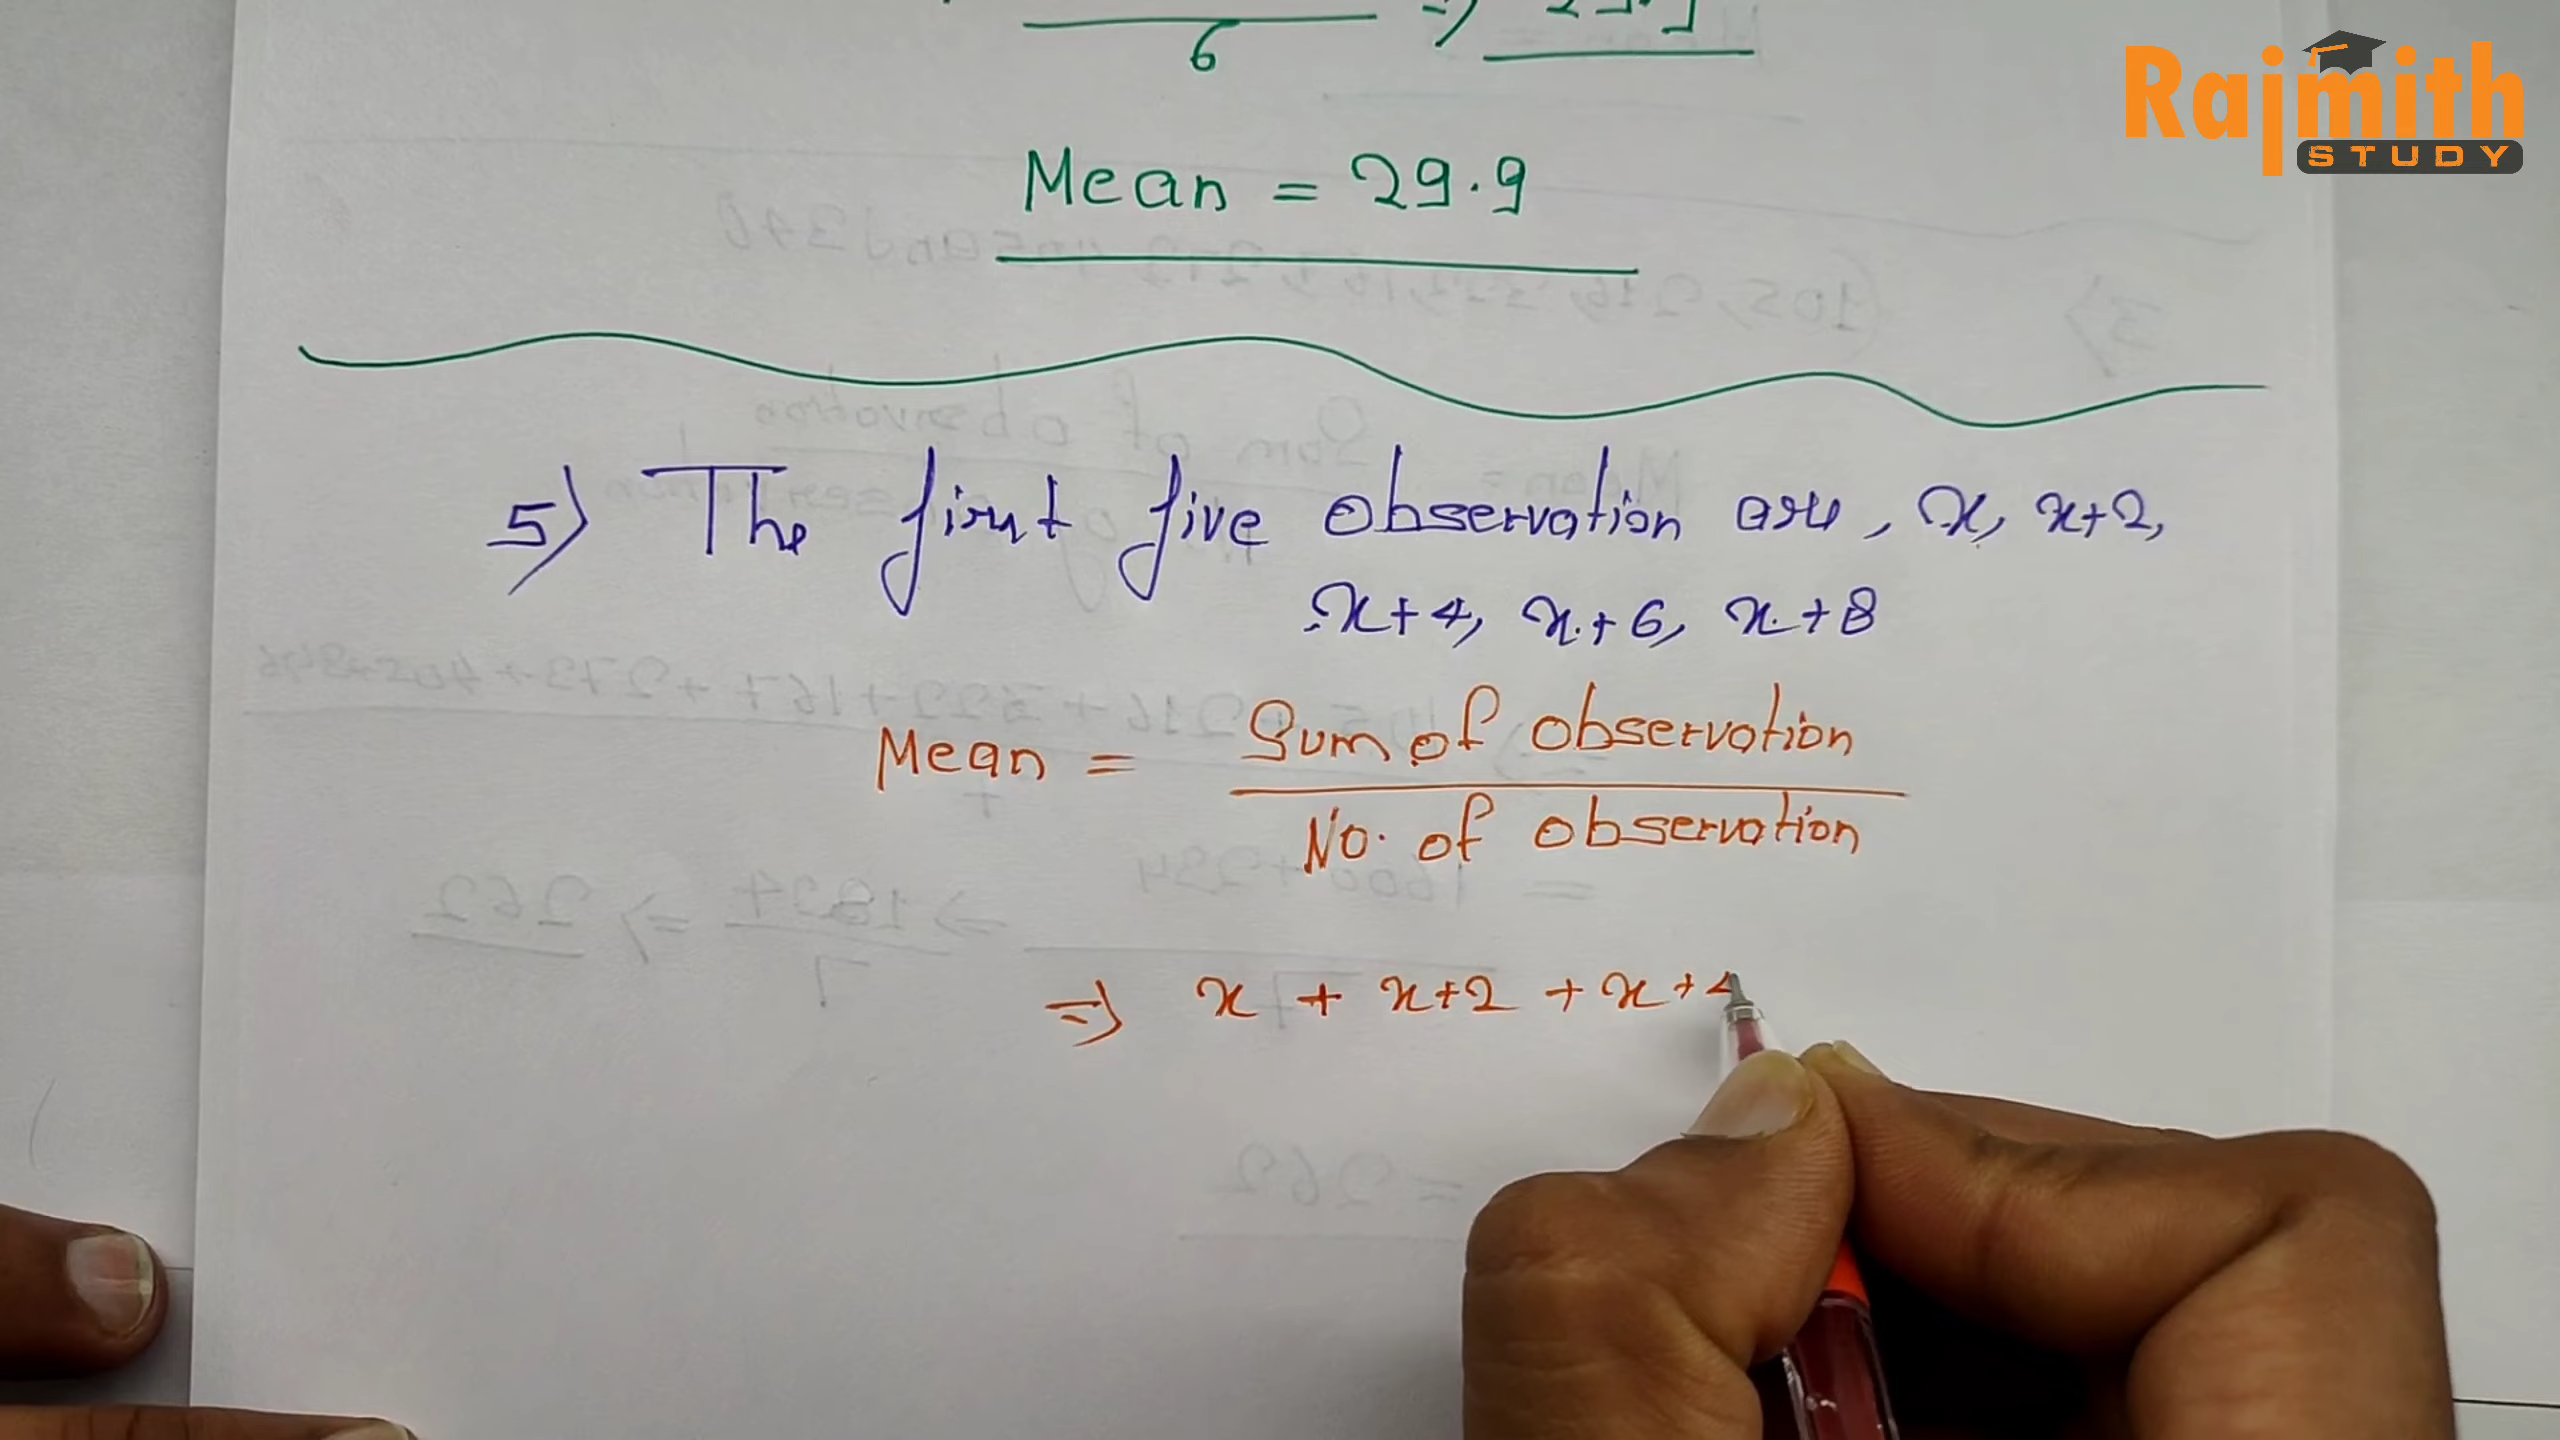 Rajmith
STUDY
6
Mean = 29.9
5) The first five observation are, x, x+2,
x+4, x+6, x+8
Mean = Sum of observation
No. of observation
⇒ x + x+2 + x+4